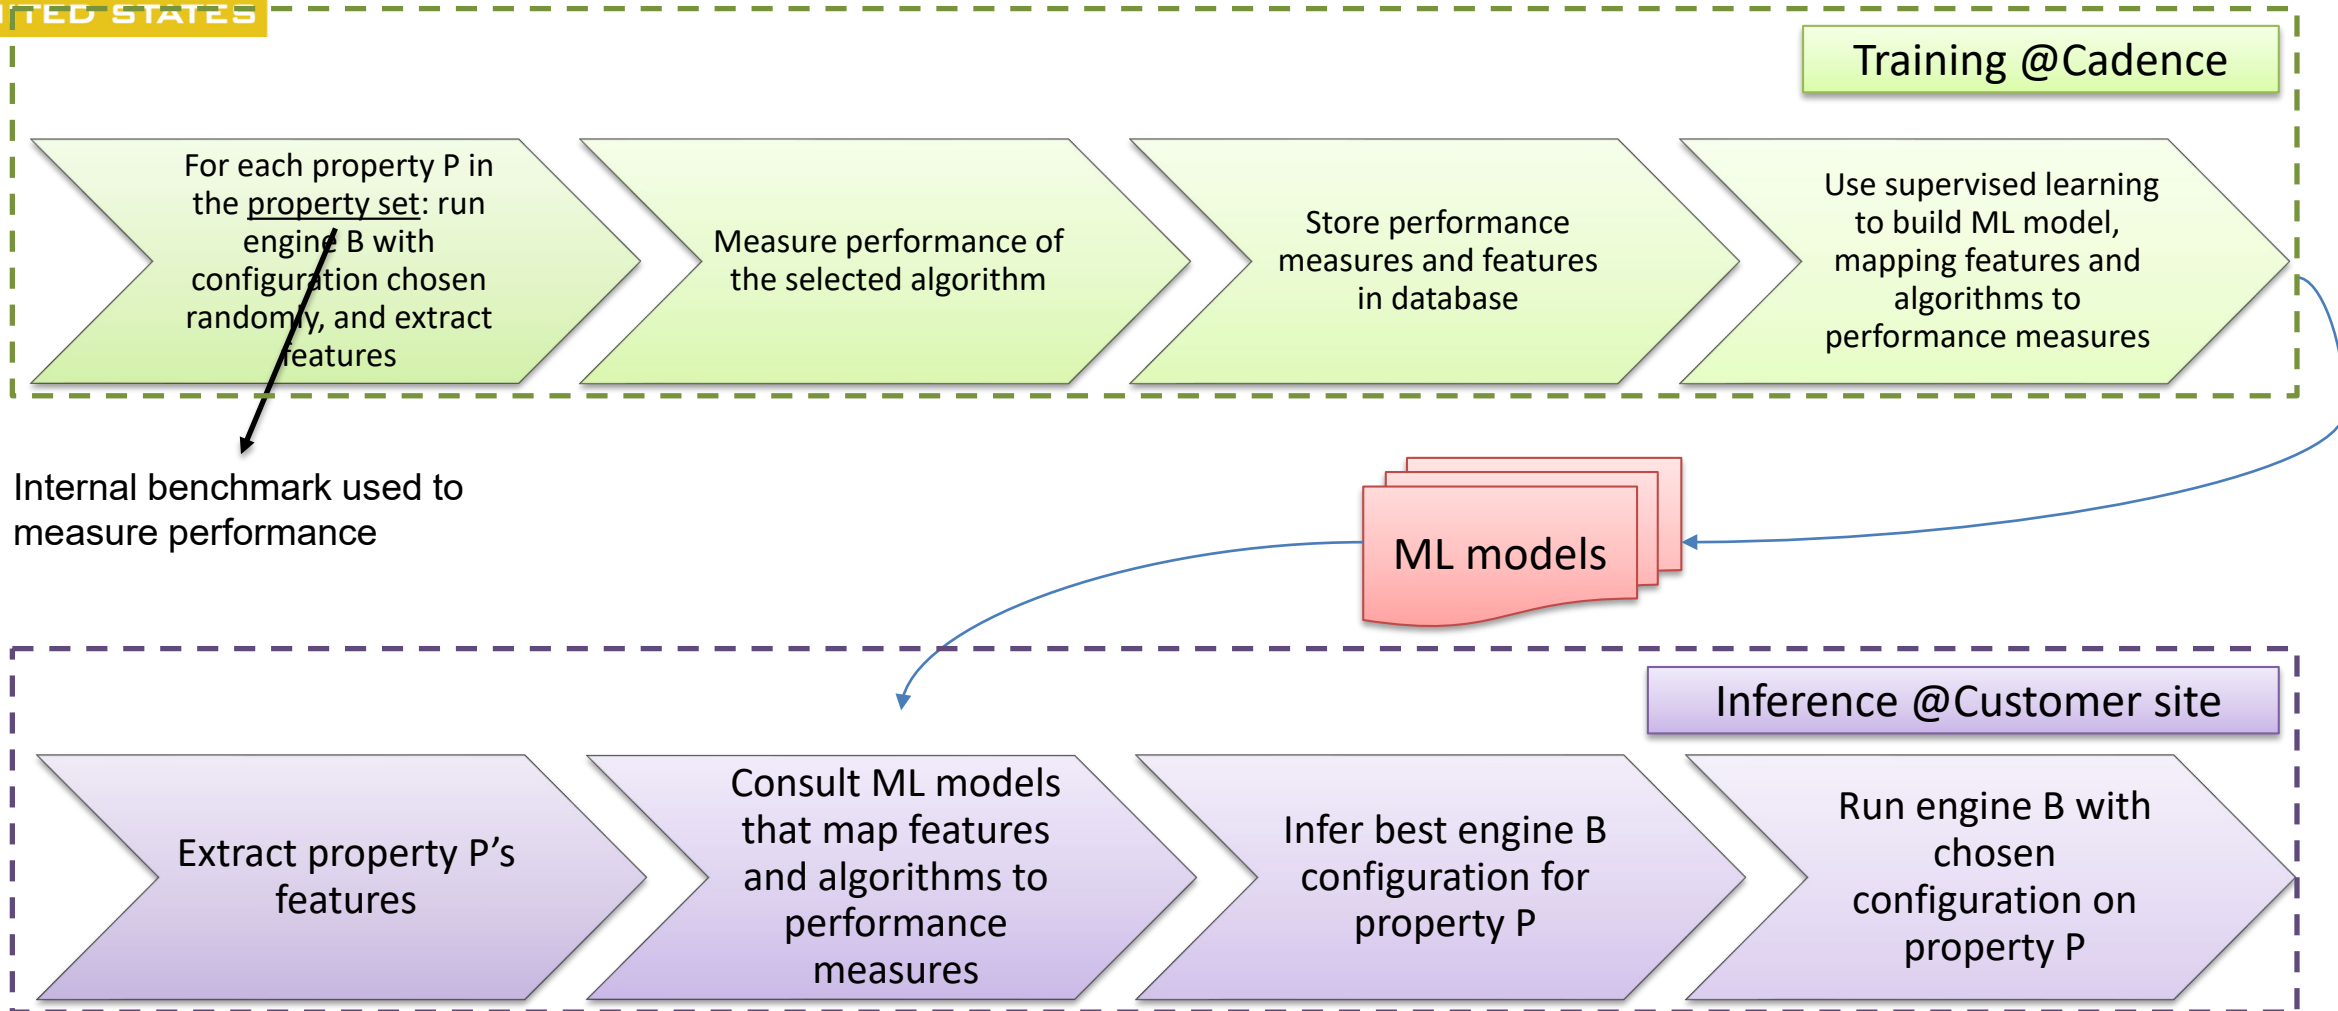 UNITED STATES
Training @Cadence
For each property P in
the property set: run
engine B with
configuration chosen
randomly, and extract
features
Measure performance of
the selected algorithm
Store performance
measures and features
in database
Use supervised learning
to build ML model,
mapping features and
algorithms to
performance measures
Internal benchmark used to
measure performance
ML models
Inference @Customer site
Extract property P’s
features
Consult ML models
that map features
and algorithms to
performance
measures
Infer best engine B
configuration for
property P
Run engine B with
chosen
configuration on
property P